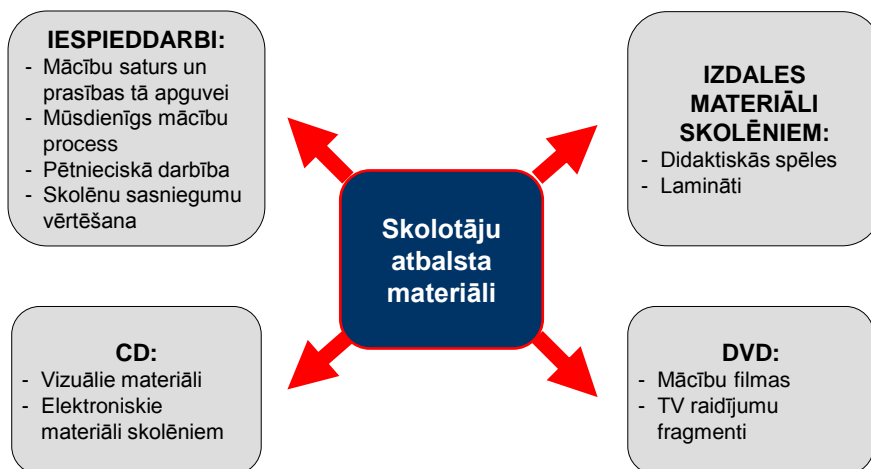 IESPIEDDARBI:
- Mācību saturs un
prasības tā apguvei
- Mūsdienīgs mācību
process
- Pētnieciskā darbība
- Skolēnu sasniegumu
vērtēšana
IZDALES
MATERIĀLI
SKOLĒNIEM:
- Didaktiskās spēles
- Lamināti
Skolotāju
atbalsta
materiāli
CD:
- Vizuālie materiāli
- Elektroniskie
materiāli skolēniem
DVD:
- Mācību filmas
- TV raidījumu
fragmenti